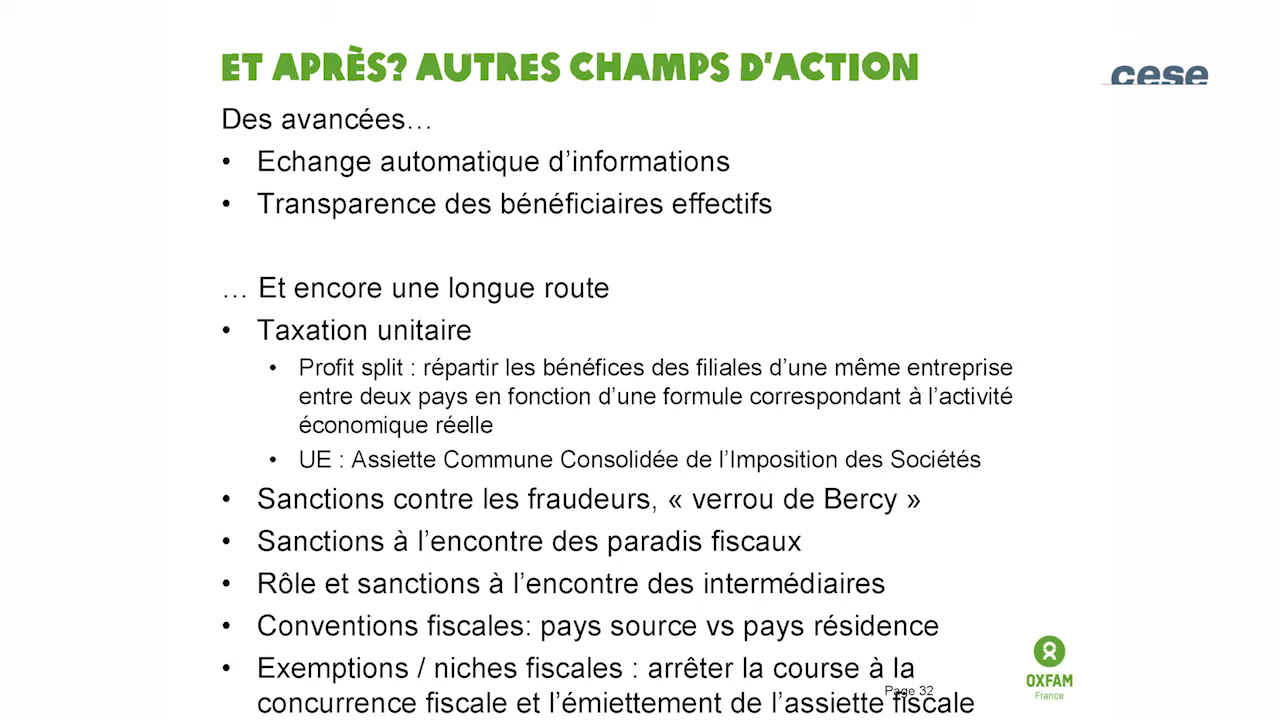 ET APRÈS? AUTRES CHAMPS D'ACTION
cese
Des avancées…
• Echange automatique d'informations
• Transparence des bénéficiaires effectifs
… Et encore une longue route
• Taxation unitaire
• Profit split : répartir les bénéfices des filiales d'une même entreprise
entre deux pays en fonction d'une formule correspondant à l'activité
économique réelle
• UE : Assiette Commune Consolidée de l'Imposition des Sociétés
• Sanctions contre les fraudeurs, « verrou de Bercy »
• Sanctions à l'encontre des paradis fiscaux
• Rôle et sanctions à l'encontre des intermédiaires
• Conventions fiscales: pays source vs pays résidence
• Exemptions / niches fiscales : arrêter la course à la
concurrence fiscale et l'émiettement de l'assiette fiscale
Page 32
OXFAM
France